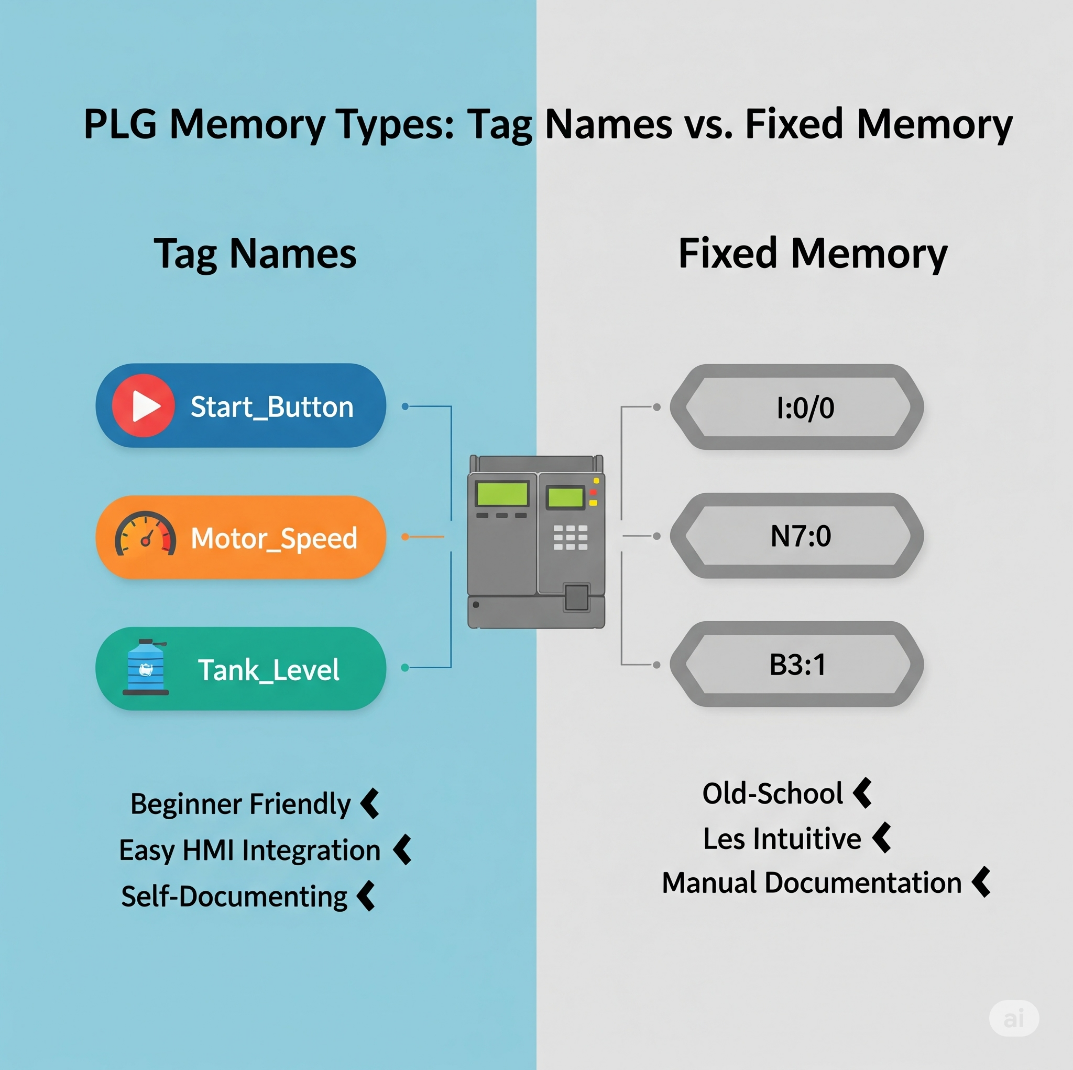 PLG Memory Types: Tag Names vs. Fixed Memory
Tag Names
Start_Button
Motor_Speed
Tank_Level
Beginner Friendly
Easy HMI Integration
Self-Documenting
Fixed Memory
I:0/0
N7:0
B3:1
Old-School
Les Intuitive
Manual Documentation
ai